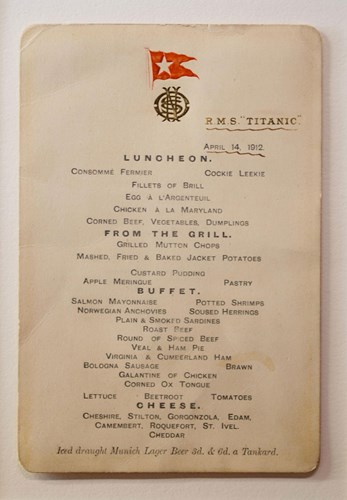 R.M.S. "TITANIC."
APRIL 14, 1912.
LUNCHEON.
CONSOMMÉ FERMIER COCKIE LEEKIE
FILLETS OF BRILL
EGG À L'ARGENTEUIL
CHICKEN À LA MARYLAND
CORNED BEEF, VEGETABLES, DUMPLINGS
FROM THE GRILL.
GRILLED MUTTON CHOPS
MASHED, FRIED & BAKED JACKET POTATOES
CUSTARD PUDDING
APPLE MERINGUE PASTRY
BUFFET.
SALMON MAYONNAISE POTTED SHRIMPS
NORWEGIAN ANCHOVIES SOUSED HERRINGS
PLAIN & SMOKED SARDINES
ROAST BEEF
ROUND OF SPICED BEEF
VEAL & HAM PIE
VIRGINIA & CUMBERLAND HAM
BOLOGNA SAUSAGE BRAWN
GALANTINE OF CHICKEN
CORNED OX TONGUE
LETTUCE BEETROOT TOMATOES
CHEESE.
CHESHIRE, STILTON, GORGONZOLA, EDAM,
CAMEMBERT, ROQUEFORT, ST. IVEL.
CHEDDAR
Iced draught Munich Lager Beer 3d. & 6d. a Tankard.